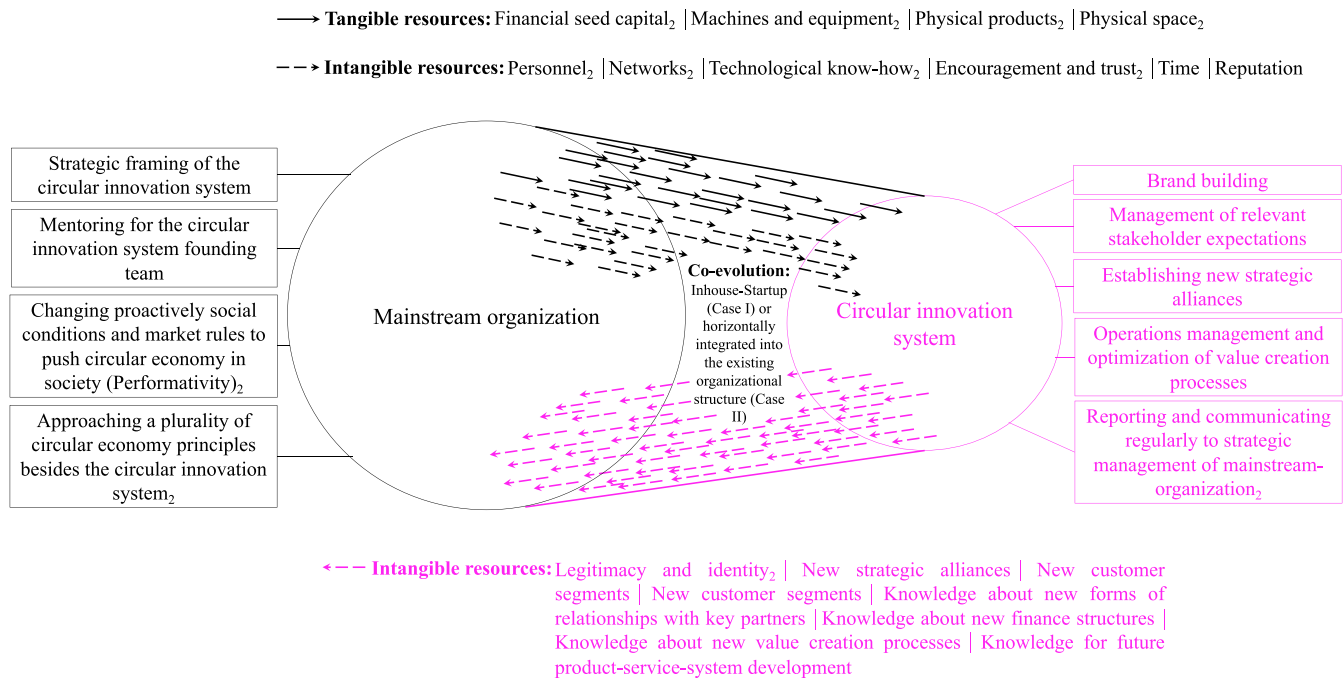 Tangible resources: Financial seed capital₂ | Machines and equipment₂ | Physical products₂ | Physical space₂
Intangible resources: Personnel₂ | Networks₂ | Technological know-how₂ | Encouragement and trust₂ | Time | Reputation
Strategic framing of the
circular innovation system
Mentoring for the circular
innovation system founding
team
Changing proactively social
conditions and market rules to
push circular economy in
society (Performativity)₂
Approaching a plurality of
circular economy principles
besides the circular innovation
system₂
Mainstream organization
Co-evolution:
Inhouse-Startup
(Case I) or
horizontally
integrated into
the existing
organizational
structure (Case
II)
Circular innovation
system
Brand building
Management of relevant
stakeholder expectations
Establishing new strategic
alliances
Operations management and
optimization of value creation
processes
Reporting and communicating
regularly to strategic
management of mainstream-
organization₂
Intangible resources: Legitimacy and identity₂ | New strategic alliances | New customer
segments | New customer segments | Knowledge about new forms of
relationships with key partners | Knowledge about new finance structures |
Knowledge about new value creation processes | Knowledge for future
product-service-system development